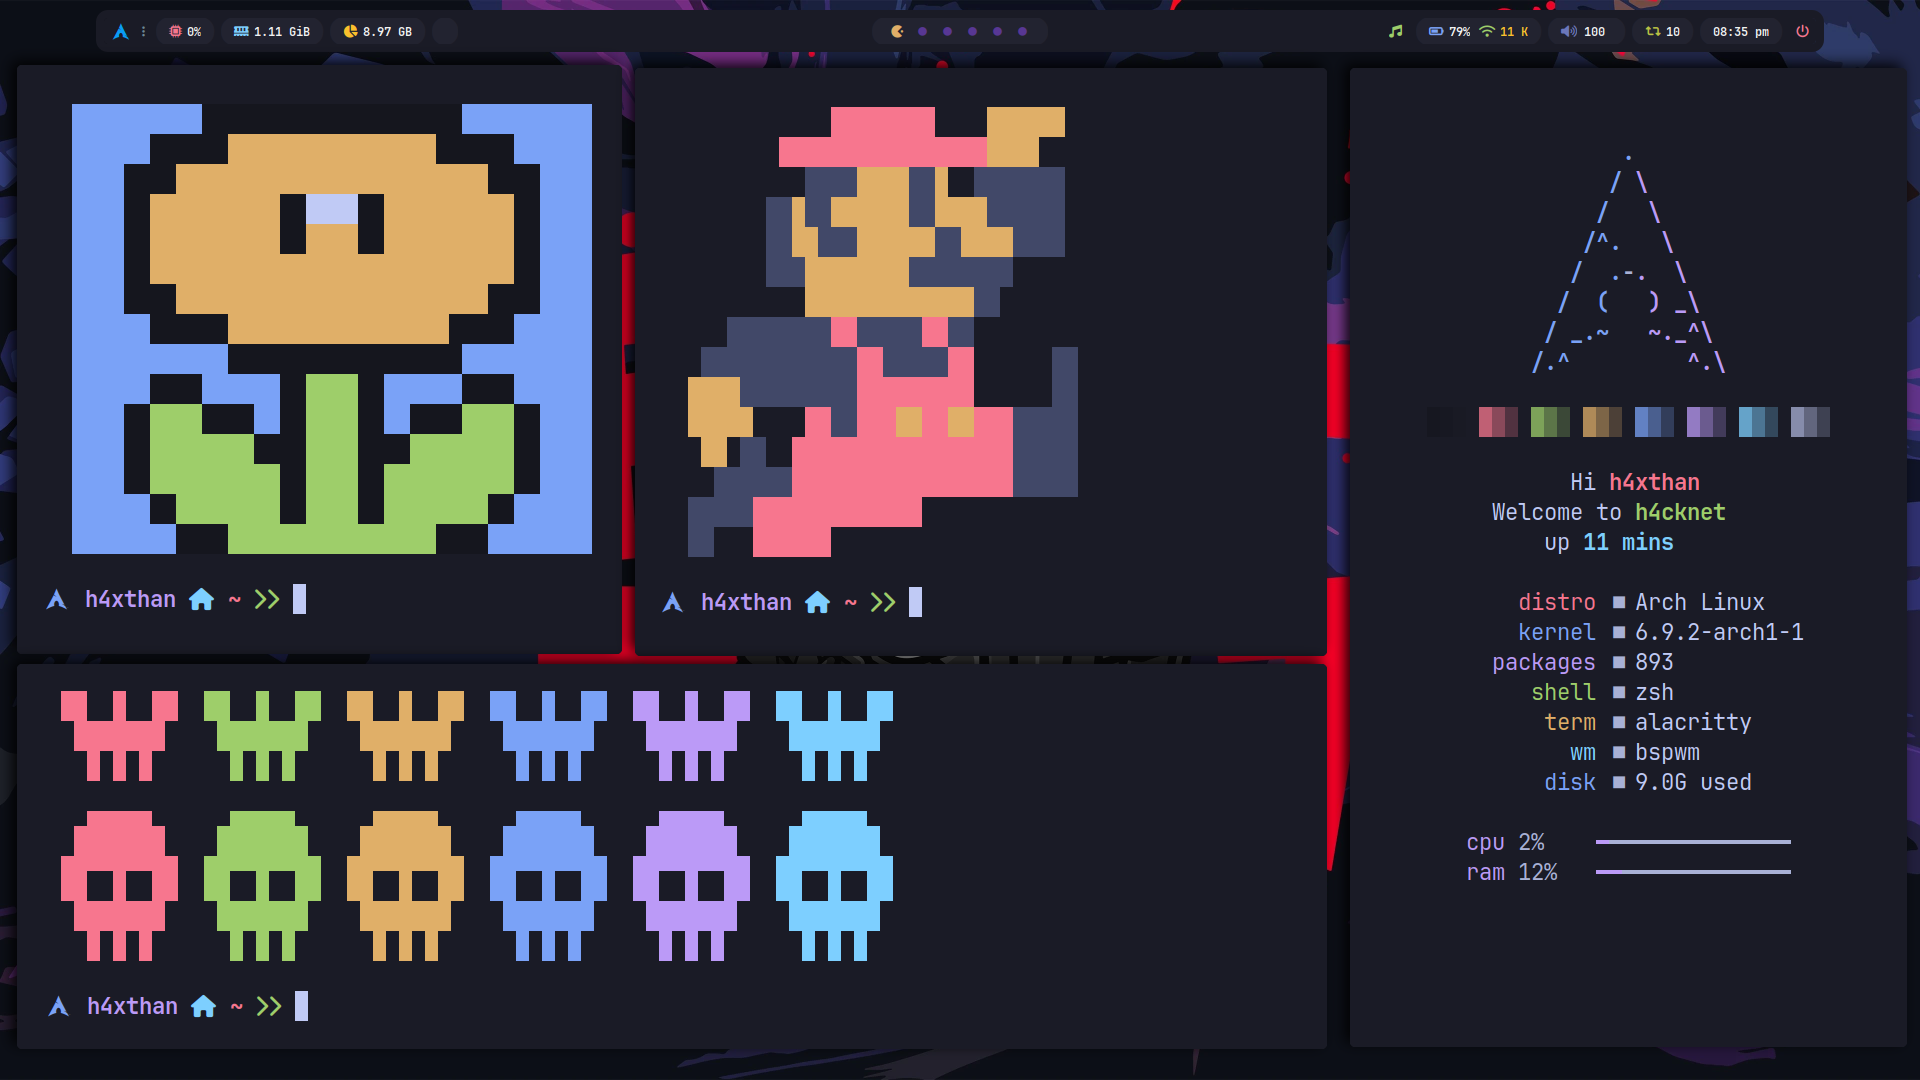 0% 1.11 GiB 8.97 GB
79% 11 K 100 10 08:35 pm
h4xthan ~
h4xthan ~
h4xthan ~
.
/ \
/ \
/^. \
/ .-. \
/ ( ) _\
/ _.~ ~._^\
/.^ ^.\
Hi h4xthan
Welcome to h4cknet
up 11 mins
distro ■ Arch Linux
kernel ■ 6.9.2-arch1-1
packages ■ 893
shell ■ zsh
term ■ alacritty
wm ■ bspwm
disk ■ 9.0G used
cpu 2%
ram 12%